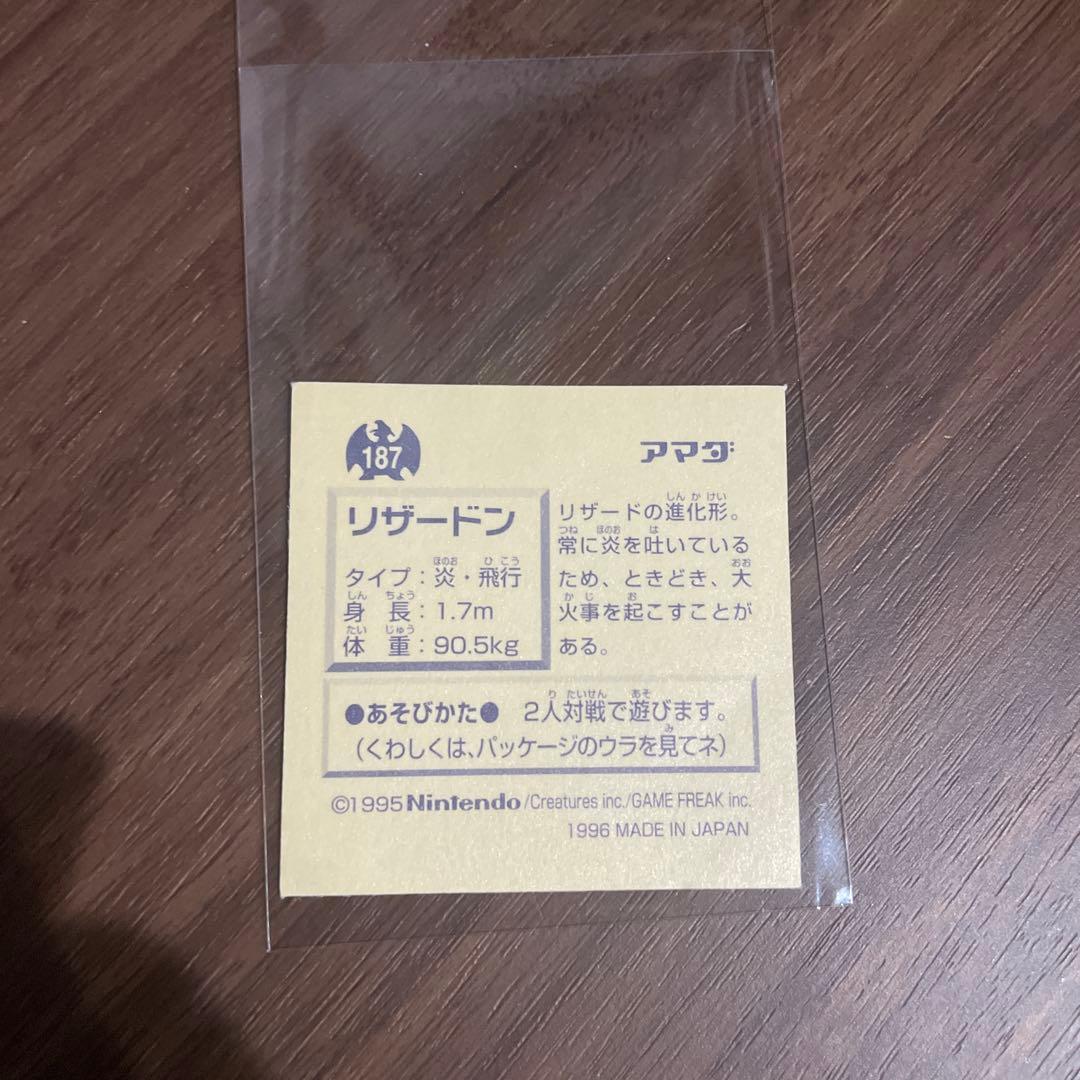 187
アマダ
リザードン
タイプ：炎・飛行
身長：1.7m
体重：90.5kg
リザードの進化形。
常に炎を吐いている
ため、ときどき、大
火事を起こすことが
ある。
●あそびかた● 2人対戦で遊びます。
（くわしくは、パッケージのウラを見てネ）
©1995 Nintendo/Creatures inc./GAME FREAK inc.
1996 MADE IN JAPAN